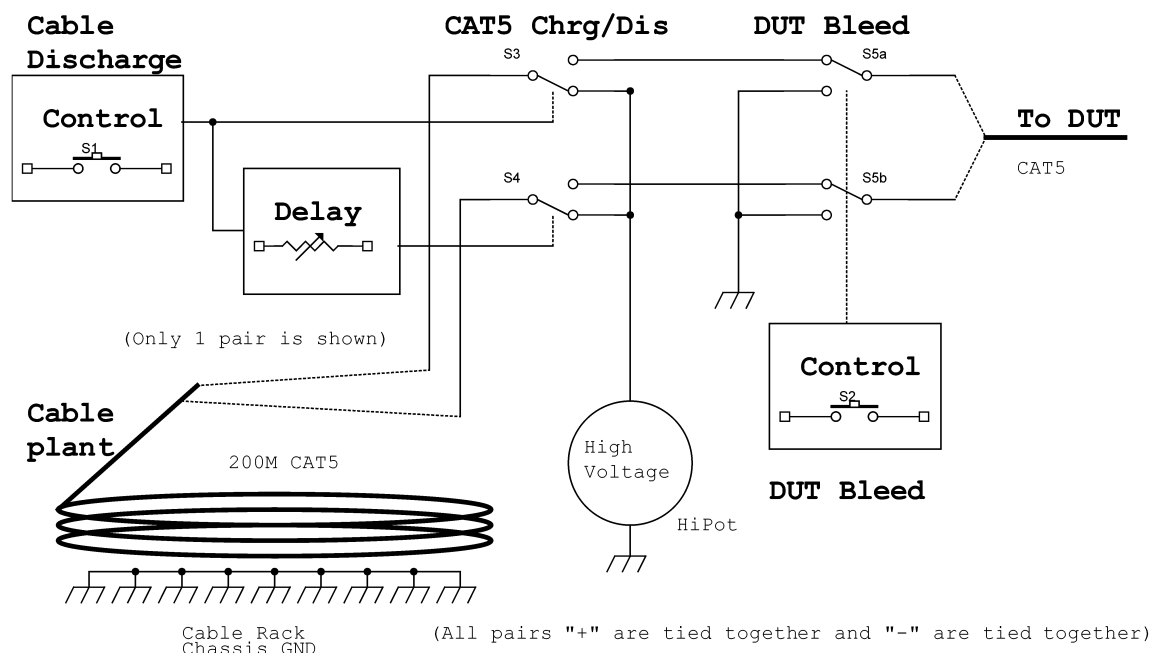 Cable
Discharge
CAT5 Chrg/Dis
DUT Bleed
S3
S5a
Control
S1
To DUT
CAT5
S4
S5b
Delay
(Only 1 pair is shown)
Control
S2
Cable
plant
200M CAT5
High
Voltage
DUT Bleed
HiPot
Cable Rack
Chassis GND
(All pairs "+" are tied together and "-" are tied together)